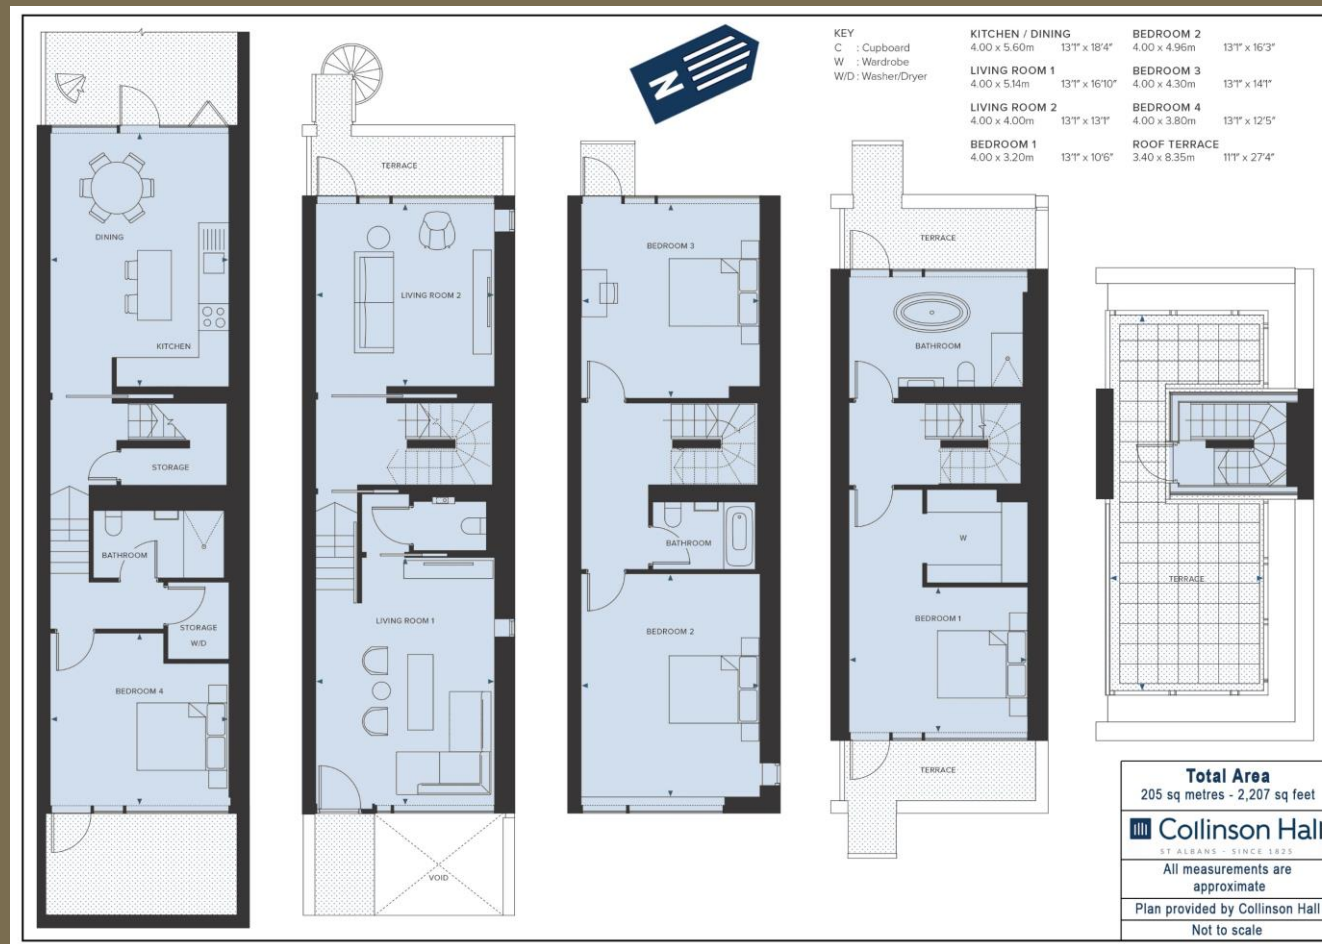 KEY
C : Cupboard
W : Wardrobe
W/D : Washer/Dryer
KITCHEN / DINING
4.00 x 5.60m 13'1" x 18'4"
LIVING ROOM 1
4.00 x 5.14m 13'1" x 16'10"
LIVING ROOM 2
4.00 x 4.00m 13'1" x 13'1"
BEDROOM 1
4.00 x 3.20m 13'1" x 10'6"
BEDROOM 2
4.00 x 4.96m 13'1" x 16'3"
BEDROOM 3
4.00 x 4.30m 13'1" x 14'1"
BEDROOM 4
4.00 x 3.80m 13'1" x 12'5"
ROOF TERRACE
3.40 x 8.35m 11'1" x 27'4"
N
DINING
KITCHEN
STORAGE
BATHROOM
STORAGE
W/D
BEDROOM 4
TERRACE
LIVING ROOM 2
LIVING ROOM 1
VOID
BEDROOM 3
BATHROOM
BEDROOM 2
TERRACE
BATHROOM
W
BEDROOM 1
TERRACE
TERRACE
Total Area
205 sq metres - 2,207 sq feet
Collinson Hall
ST ALBANS - SINCE 1825
All measurements are
approximate
Plan provided by Collinson Hall
Not to scale